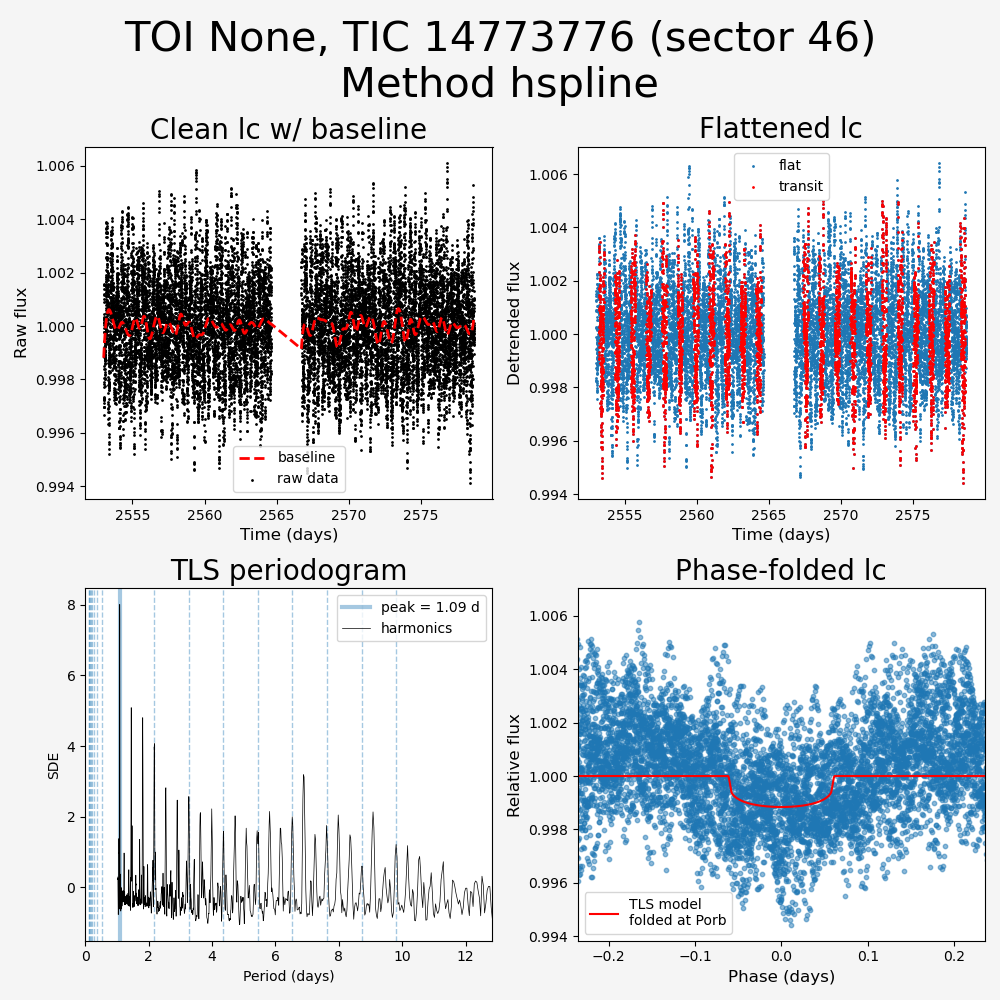 TOI None, TIC 14773776 (sector 46)
Method hspline
Clean lc w/ baseline
Raw flux
1.006
1.004
1.002
1.000
0.998
0.996
0.994
baseline
raw data
2555 2560 2565 2570 2575
Time (days)
Flattened lc
Detrended flux
1.006
1.004
1.002
1.000
0.998
0.996
0.994
flat
transit
2555 2560 2565 2570 2575
Time (days)
TLS periodogram
SDE
8
6
4
2
0
peak = 1.09 d
harmonics
0 2 4 6 8 10 12
Period (days)
Phase-folded lc
Relative flux
1.006
1.004
1.002
1.000
0.998
0.996
0.994
TLS model
folded at Porb
−0.2 −0.1 0.0 0.1 0.2
Phase (days)